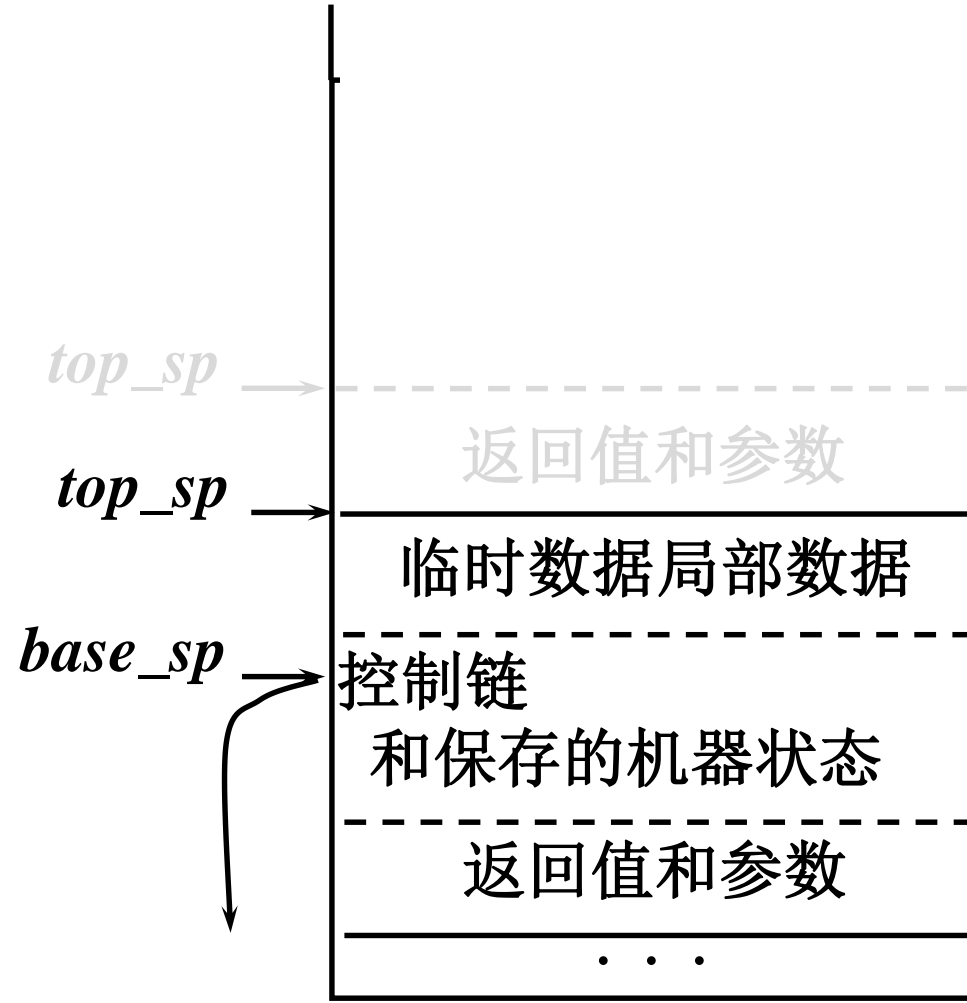 top_sp
返回值和参数
top_sp
临时数据局部数据
base_sp
控制链
和保存的机器状态
返回值和参数
. . .